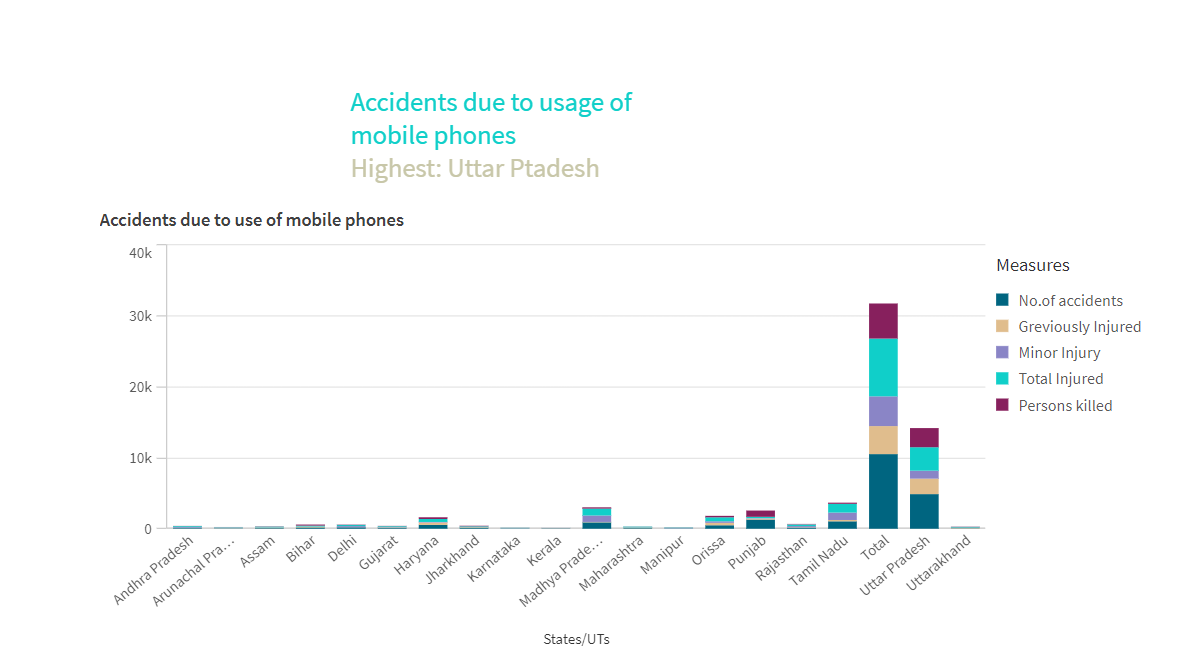 Accidents due to usage of
mobile phones
Highest: Uttar Ptadesh
Accidents due to use of mobile phones
40k
30k
20k
10k
0
Measures
No.of accidents
Greviously Injured
Minor Injury
Total Injured
Persons killed
Andhra Pradesh
Arunachal Pra…
Assam
Bihar
Delhi
Gujarat
Haryana
Jharkhand
Karnataka
Kerala
Madhya Prade…
Maharashtra
Manipur
Orissa
Punjab
Rajasthan
Tamil Nadu
Total
Uttar Pradesh
Uttarakhand
States/UTs